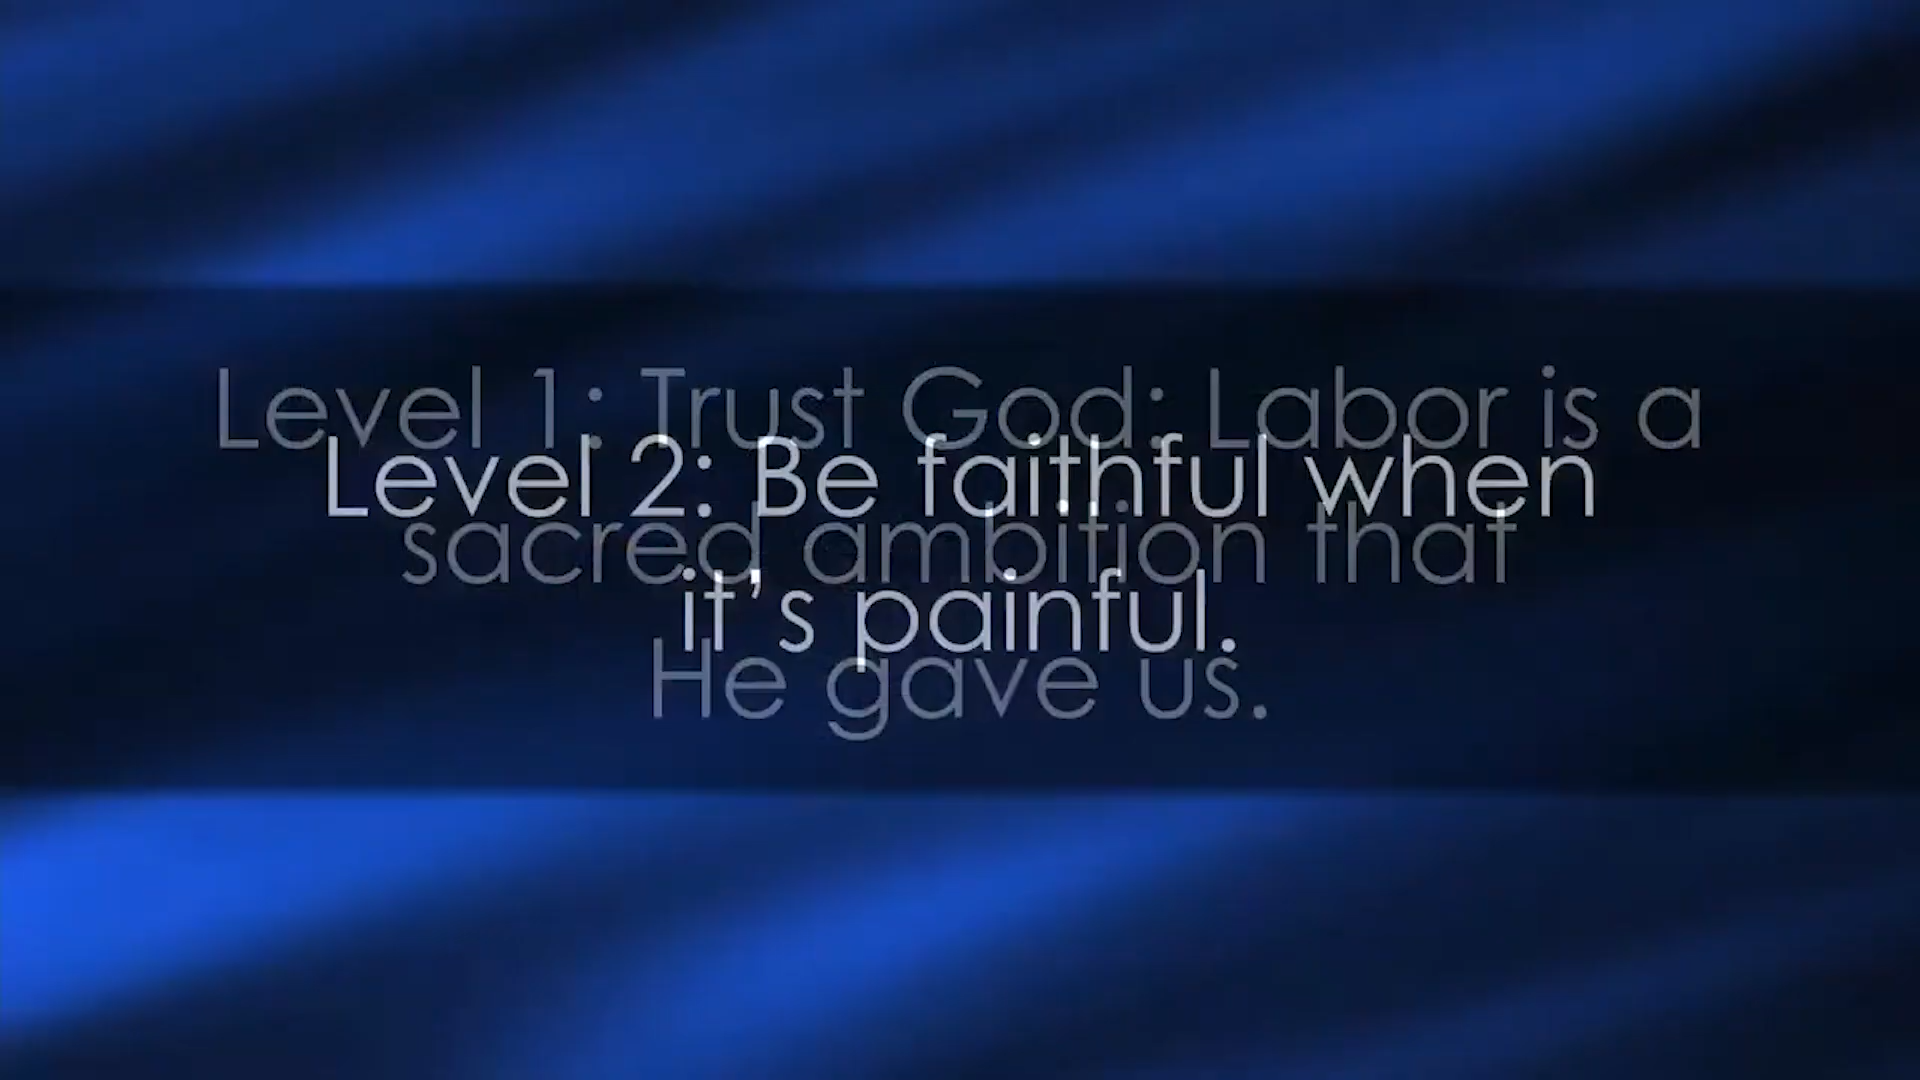 Level 1: Trust God: Labor is a
sacred ambition that
He gave us.
Level 2: Be faithful when
it’s painful.